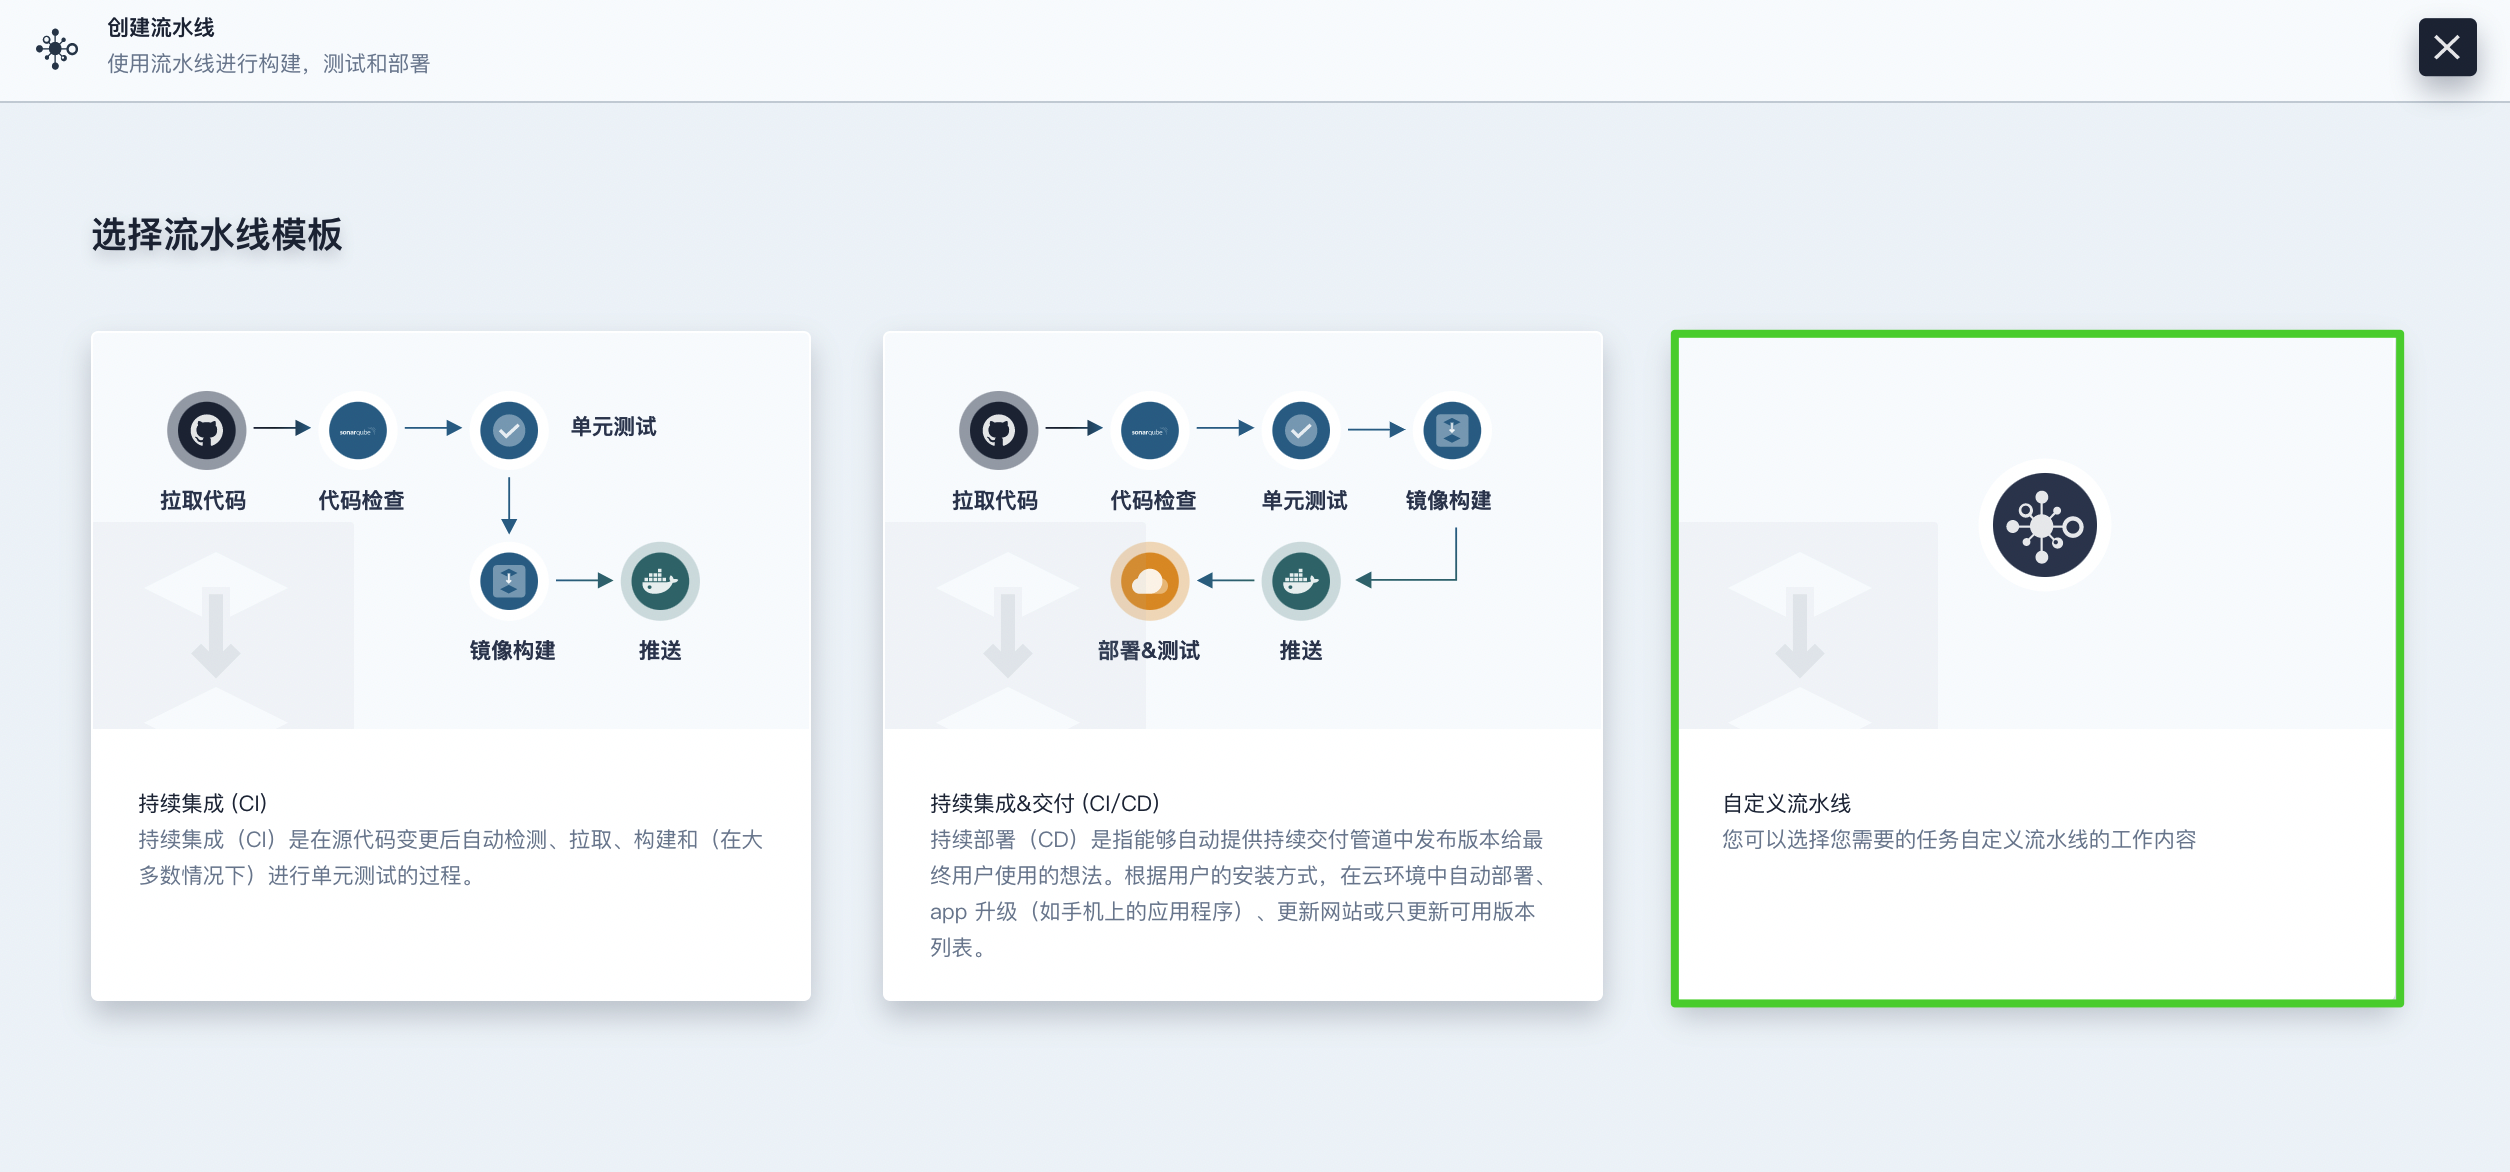 创建流水线
使用流水线进行构建，测试和部署
选择流水线模板
sonarqube
单元测试
拉取代码
代码检查
镜像构建
推送
持续集成 (CI)
持续集成（CI）是在源代码变更后自动检测、拉取、构建和（在大
多数情况下）进行单元测试的过程。
sonarqube
拉取代码
代码检查
单元测试
镜像构建
部署&测试
推送
持续集成&交付 (CI/CD)
持续部署（CD）是指能够自动提供持续交付管道中发布版本给最
终用户使用的想法。根据用户的安装方式，在云环境中自动部署、
app 升级（如手机上的应用程序）、更新网站或只更新可用版本
列表。
自定义流水线
您可以选择您需要的任务自定义流水线的工作内容